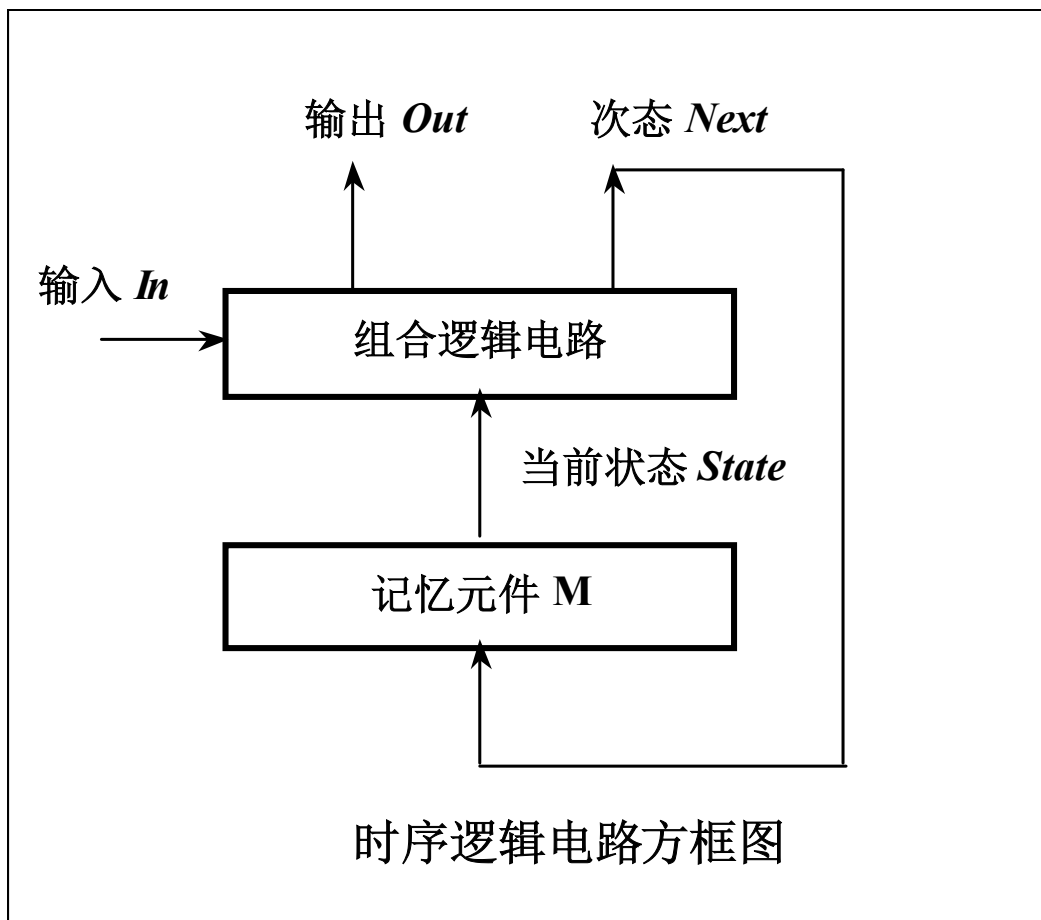 输出 Out
次态 Next
输入 In
组合逻辑电路
当前状态 State
记忆元件 M
时序逻辑电路方框图